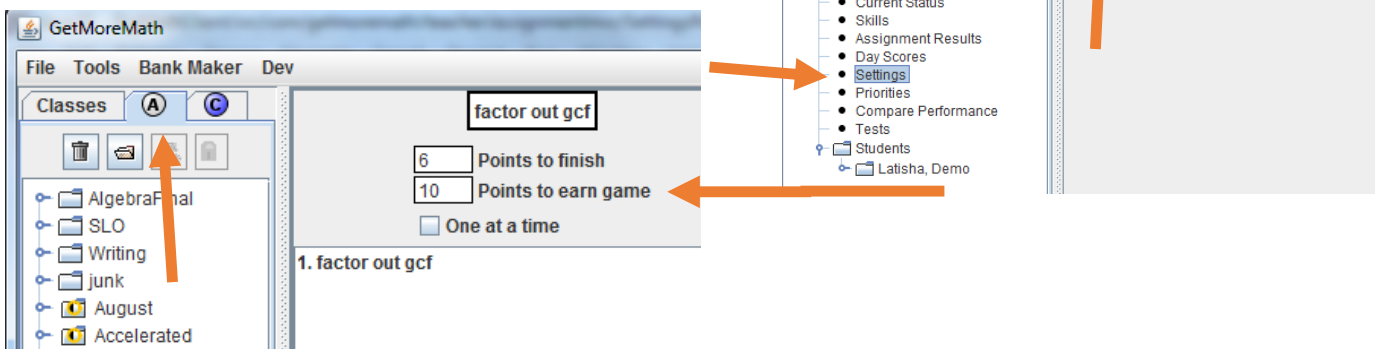 GetMoreMath
File Tools Bank Maker Dev
Classes A C
factor out gcf
6 Points to finish
10 Points to earn game
One at a time
1. factor out gcf
AlgebraFinal
SLO
Writing
junk
August
Accelerated
Current Status
Skills
Assignment Results
Day Scores
Settings
Priorities
Compare Performance
Tests
Students
Latisha, Demo